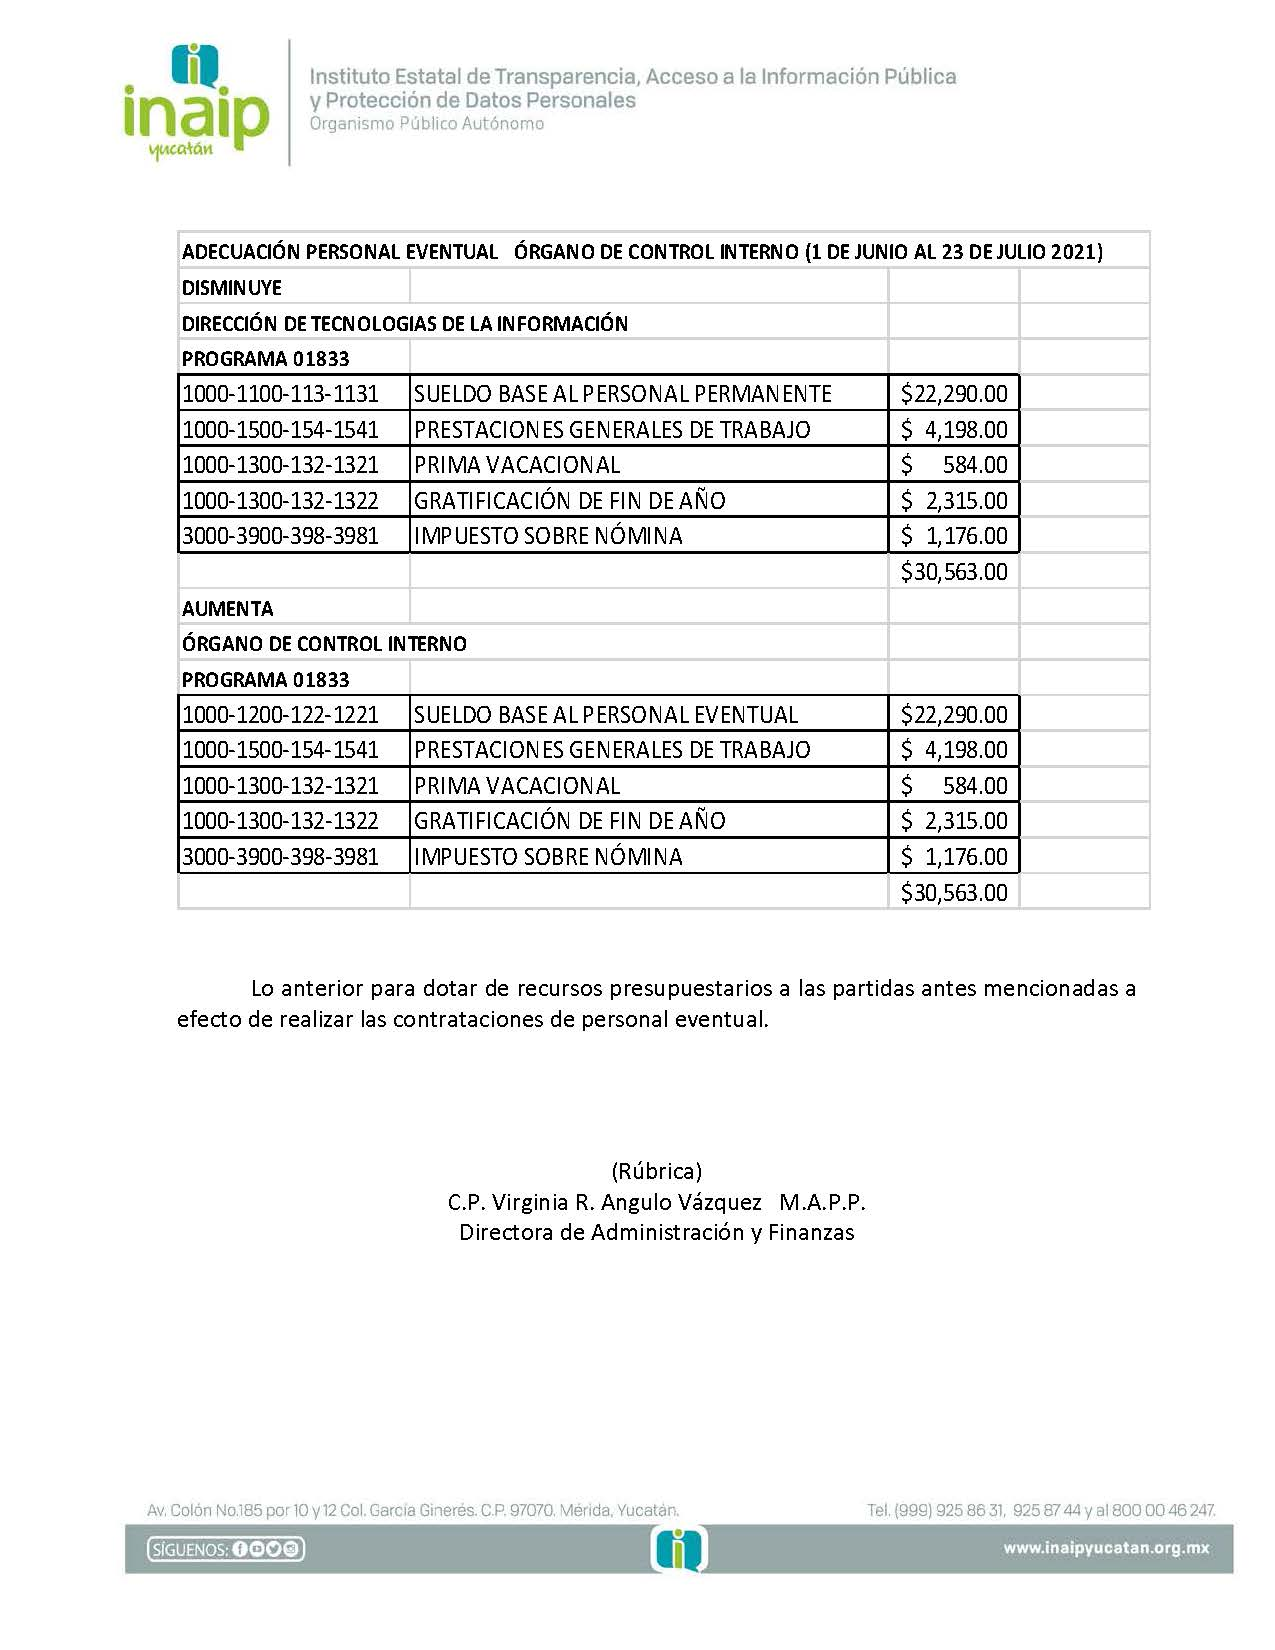 inaip
yucatán
Instituto Estatal de Transparencia, Acceso a la Información Pública
y Protección de Datos Personales
Organismo Público Autónomo
ADECUACIÓN PERSONAL EVENTUAL ÓRGANO DE CONTROL INTERNO (1 DE JUNIO AL 23 DE JULIO 2021)
DISMINUYE
DIRECCIÓN DE TECNOLOGIAS DE LA INFORMACIÓN
PROGRAMA 01833
1000-1100-113-1131 SUELDO BASE AL PERSONAL PERMANENTE $22,290.00
1000-1500-154-1541 PRESTACIONES GENERALES DE TRABAJO $ 4,198.00
1000-1300-132-1321 PRIMA VACACIONAL $ 584.00
1000-1300-132-1322 GRATIFICACIÓN DE FIN DE AÑO $ 2,315.00
3000-3900-398-3981 IMPUESTO SOBRE NÓMINA $ 1,176.00
$30,563.00
AUMENTA
ÓRGANO DE CONTROL INTERNO
PROGRAMA 01833
1000-1200-122-1221 SUELDO BASE AL PERSONAL EVENTUAL $22,290.00
1000-1500-154-1541 PRESTACIONES GENERALES DE TRABAJO $ 4,198.00
1000-1300-132-1321 PRIMA VACACIONAL $ 584.00
1000-1300-132-1322 GRATIFICACIÓN DE FIN DE AÑO $ 2,315.00
3000-3900-398-3981 IMPUESTO SOBRE NÓMINA $ 1,176.00
$30,563.00
Lo anterior para dotar de recursos presupuestarios a las partidas antes mencionadas a
efecto de realizar las contrataciones de personal eventual.
(Rúbrica)
C.P. Virginia R. Angulo Vázquez M.A.P.P.
Directora de Administración y Finanzas
Av. Colón No.185 por 10 y 12 Col. García Ginerés. C.P. 97070. Mérida, Yucatán. Tel. (999) 925 86 31, 925 87 44 y al 800 00 46 247.
SÍGUENOS: www.inaipyucatan.org.mx